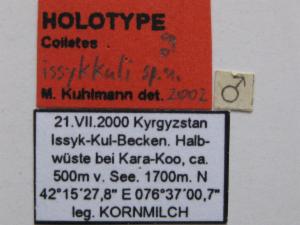 HOLOTYPE
Colletes
issykkuli sp.n.
M. Kuhlmann det. 2002
♂
21.VII.2000 Kyrgyzstan
Issyk-Kul-Becken. Halb-
wüste bei Kara-Koo, ca.
500m v. See. 1700m. N
42°15'27,8" E 076°37'00,7"
leg. KORNMILCH